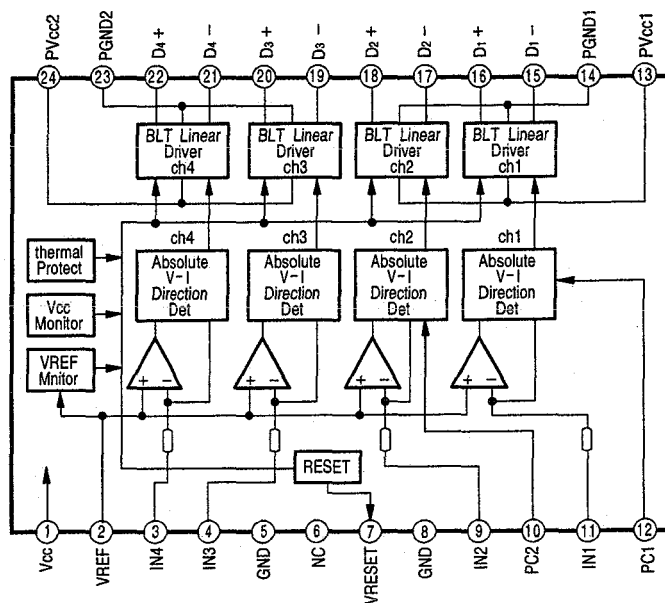 PVcc2
PGND2
D4+
D4−
D3+
D3−
D2+
D2−
D1+
D1−
PGND1
PVcc1
24
23
22
21
20
19
18
17
16
15
14
13
BLT Linear
Driver
ch4
BLT Linear
Driver
ch3
BLT Linear
Driver
ch2
BLT Linear
Driver
ch1
ch4
ch3
ch2
ch1
thermal
Protect
Absolute
V-I
Direction
Det
Absolute
V-I
Direction
Det
Absolute
V-I
Direction
Det
Absolute
V-I
Direction
Det
Vcc
Monitor
VREF
Mnitor
+ −
+ −
+ −
+ −
RESET
1
2
3
4
5
6
7
8
9
10
11
12
Vcc
VREF
IN4
IN3
GND
NC
VRESET
GND
IN2
PC2
IN1
PC1